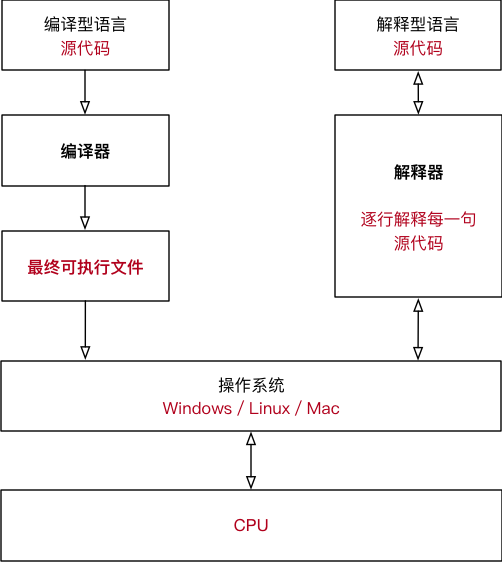 编译型语言
源代码
编译器
最终可执行文件
解释型语言
源代码
解释器
逐行解释每一句
源代码
操作系统
Windows / Linux / Mac
CPU